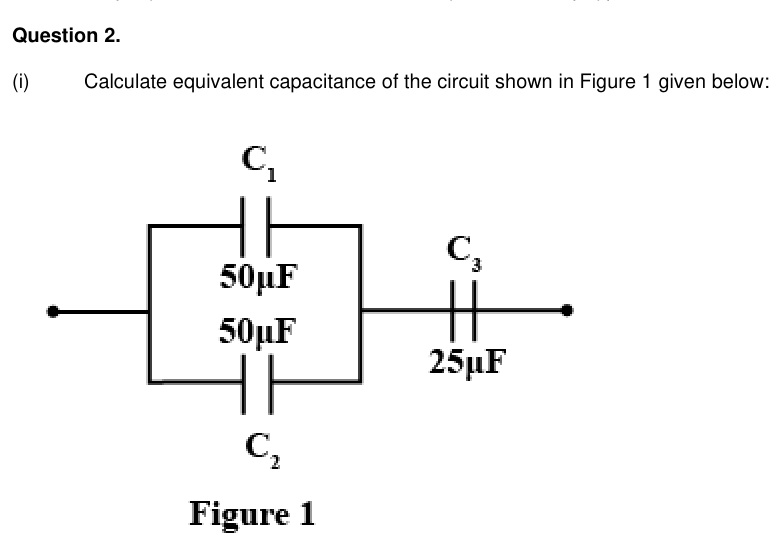 Question 2.
(i) Calculate equivalent capacitance of the circuit shown in Figure 1 given below:
C₁
50μF
50μF
C₂
C₃
25μF
Figure 1